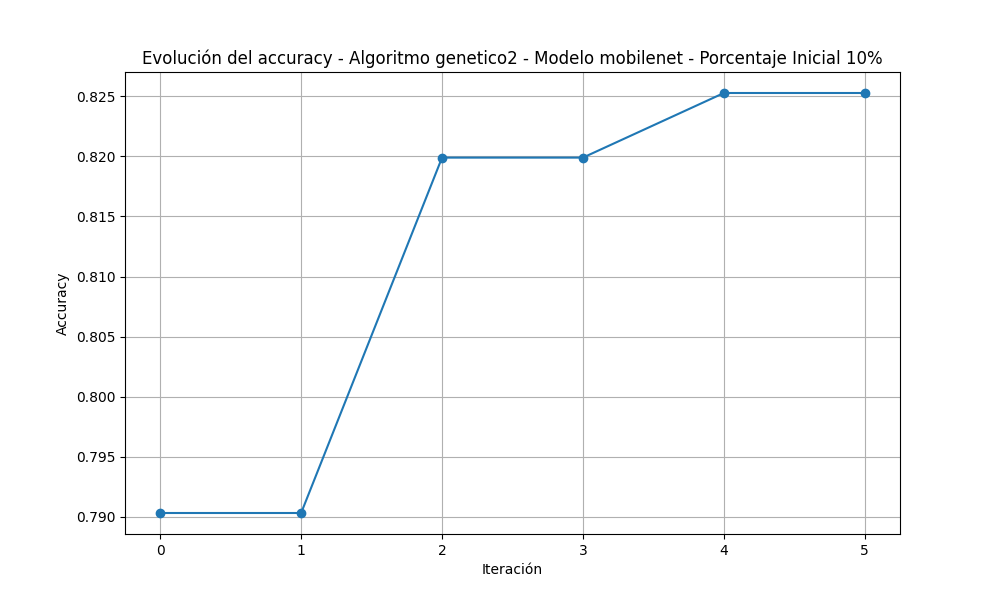 Evolución del accuracy - Algoritmo genetico2 - Modelo mobilenet - Porcentaje Inicial 10%
Accuracy
0.825
0.820
0.815
0.810
0.805
0.800
0.795
0.790
0 1 2 3 4 5
Iteración